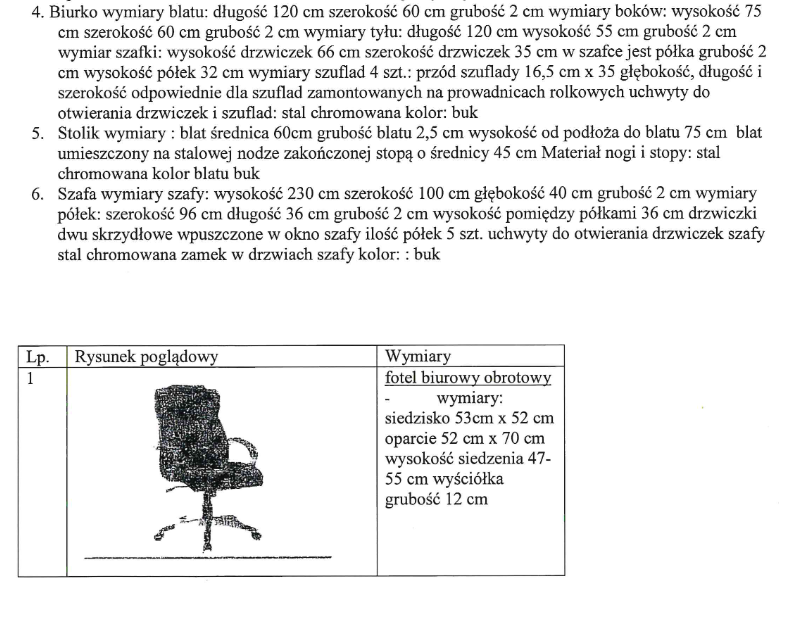 4. Biurko wymiary blatu: długość 120 cm szerokość 60 cm grubość 2 cm wymiary boków: wysokość 75
cm szerokość 60 cm grubość 2 cm wymiary tyłu: długość 120 cm wysokość 55 cm grubość 2 cm
wymiar szafki: wysokość drzwiczek 66 cm szerokość drzwiczek 35 cm w szafce jest półka grubość 2
cm wysokość półek 32 cm wymiary szuflad 4 szt.: przód szuflady 16,5 cm x 35 głębokość, długość i
szerokość odpowiednie dla szuflad zamontowanych na prowadnicach rolkowych uchwyty do
otwierania drzwiczek i szuflad: stal chromowana kolor: buk
5. Stolik wymiary : blat średnica 60cm grubość blatu 2,5 cm wysokość od podłoża do blatu 75 cm blat
umieszczony na stalowej nodze zakończonej stopą o średnicy 45 cm Materiał nogi i stopy: stal
chromowana kolor blatu buk
6. Szafa wymiary szafy: wysokość 230 cm szerokość 100 cm głębokość 40 cm grubość 2 cm wymiary
półek: szerokość 96 cm długość 36 cm grubość 2 cm wysokość pomiędzy półkami 36 cm drzwiczki
dwu skrzydłowe wpuszczone w okno szafy ilość półek 5 szt. uchwyty do otwierania drzwiczek szafy
stal chromowana zamek w drzwiach szafy kolor: : buk
Lp. Rysunek poglądowy Wymiary
1 fotel biurowy obrotowy
- wymiary:
siedzisko 53cm x 52 cm
oparcie 52 cm x 70 cm
wysokość siedzenia 47-
55 cm wyściółka
grubość 12 cm